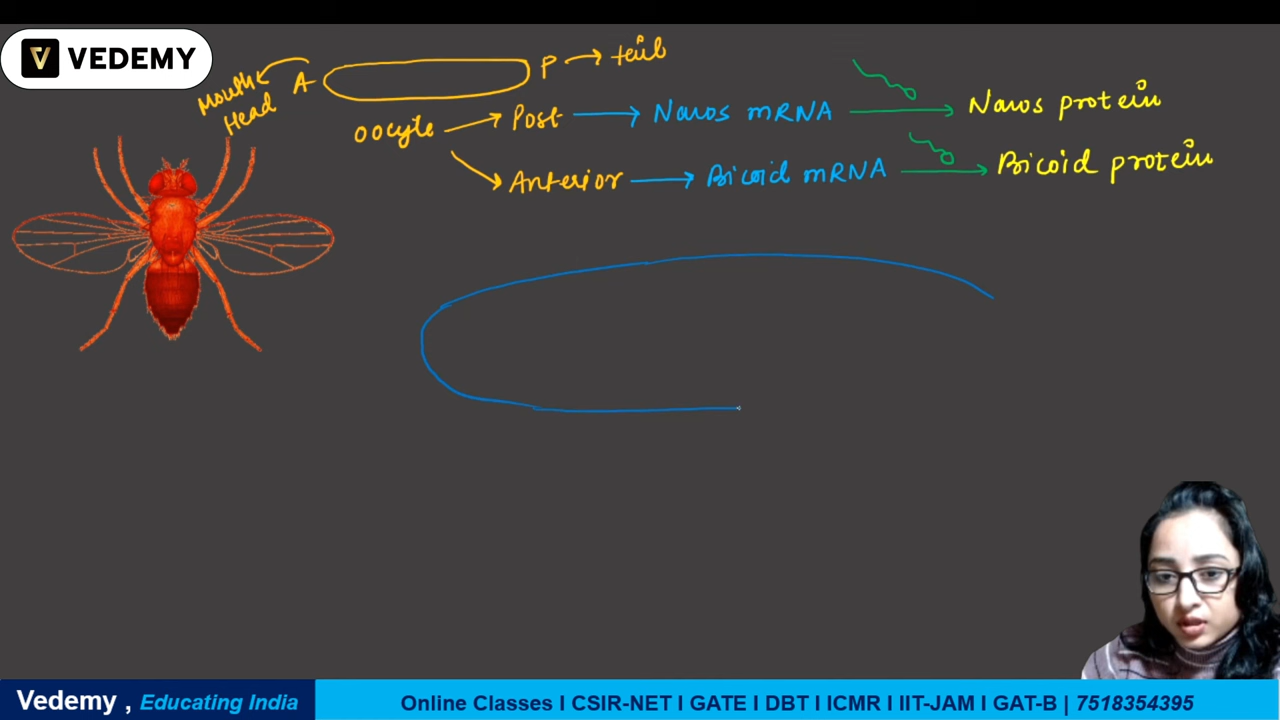 VEDEMY
A
P → teil
Mouth
Head
oocyte
Post → Nanos mRNA → Nanos protein
Anterior → Bicoid mRNA → Bicoid protein
Vedemy , Educating India
Online Classes I CSIR-NET I GATE I DBT I ICMR I IIT-JAM I GAT-B | 7518354395